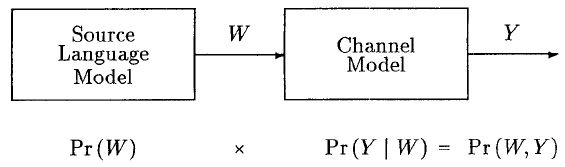 Source
Language
Model
W
Channel
Model
Y
Pr (W) × Pr (Y | W) = Pr (W, Y)